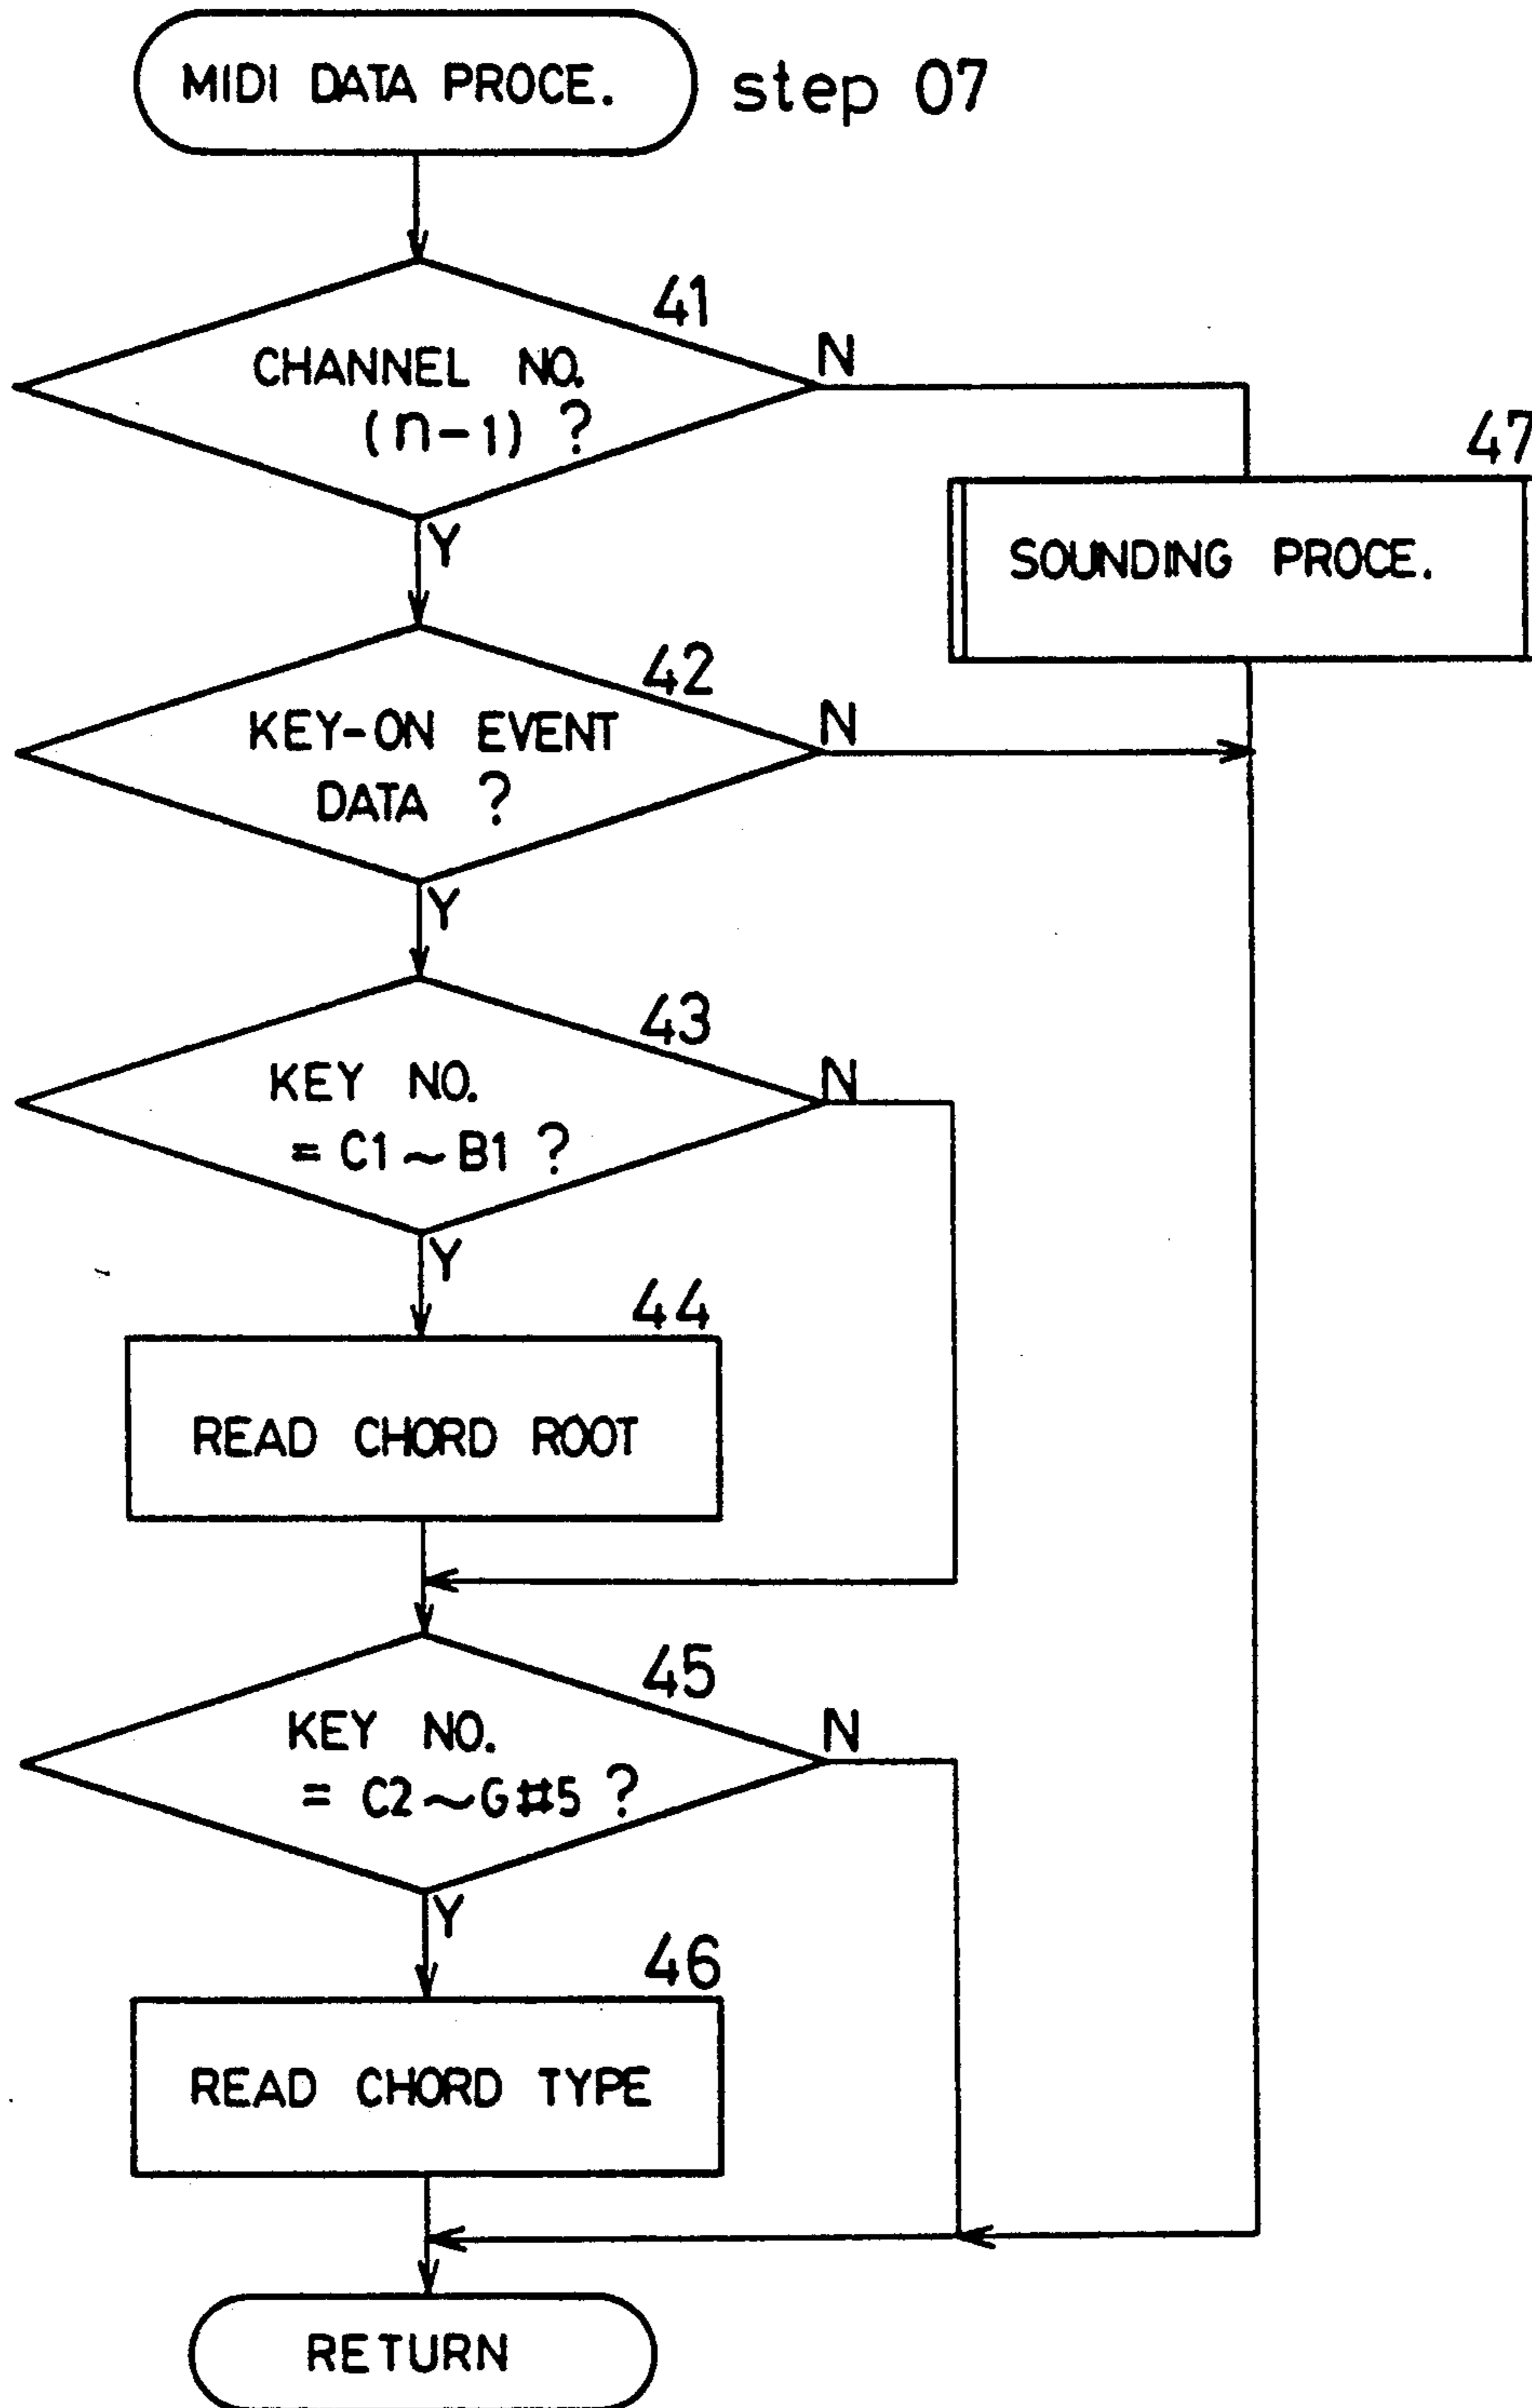 MIDI DATA PROCE.
step 07
41
CHANNEL NO.
(n-1) ?
N
Y
47
SOUNDING PROCE.
42
KEY-ON EVENT
DATA ?
N
Y
43
KEY NO.
= C1~B1 ?
N
Y
44
READ CHORD ROOT
45
KEY NO.
= C2~G#5 ?
N
Y
46
READ CHORD TYPE
RETURN